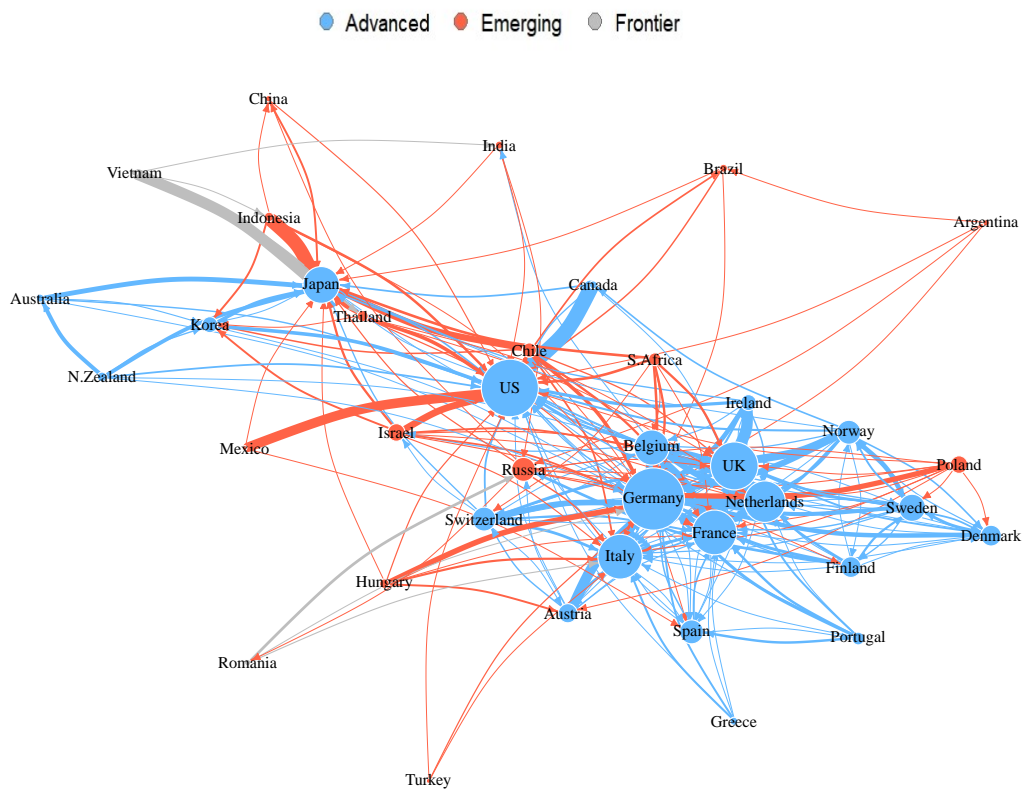 Advanced Emerging Frontier
China
India
Vietnam
Brazil
Indonesia
Argentina
Japan
Canada
Australia
Thailand
Korea
Chile
S.Africa
N.Zealand
US
Ireland
Mexico
Israel
Norway
Belgium
UK
Poland
Russia
Germany
Netherlands
Sweden
Switzerland
France
Denmark
Italy
Finland
Hungary
Austria
Spain
Portugal
Romania
Greece
Turkey